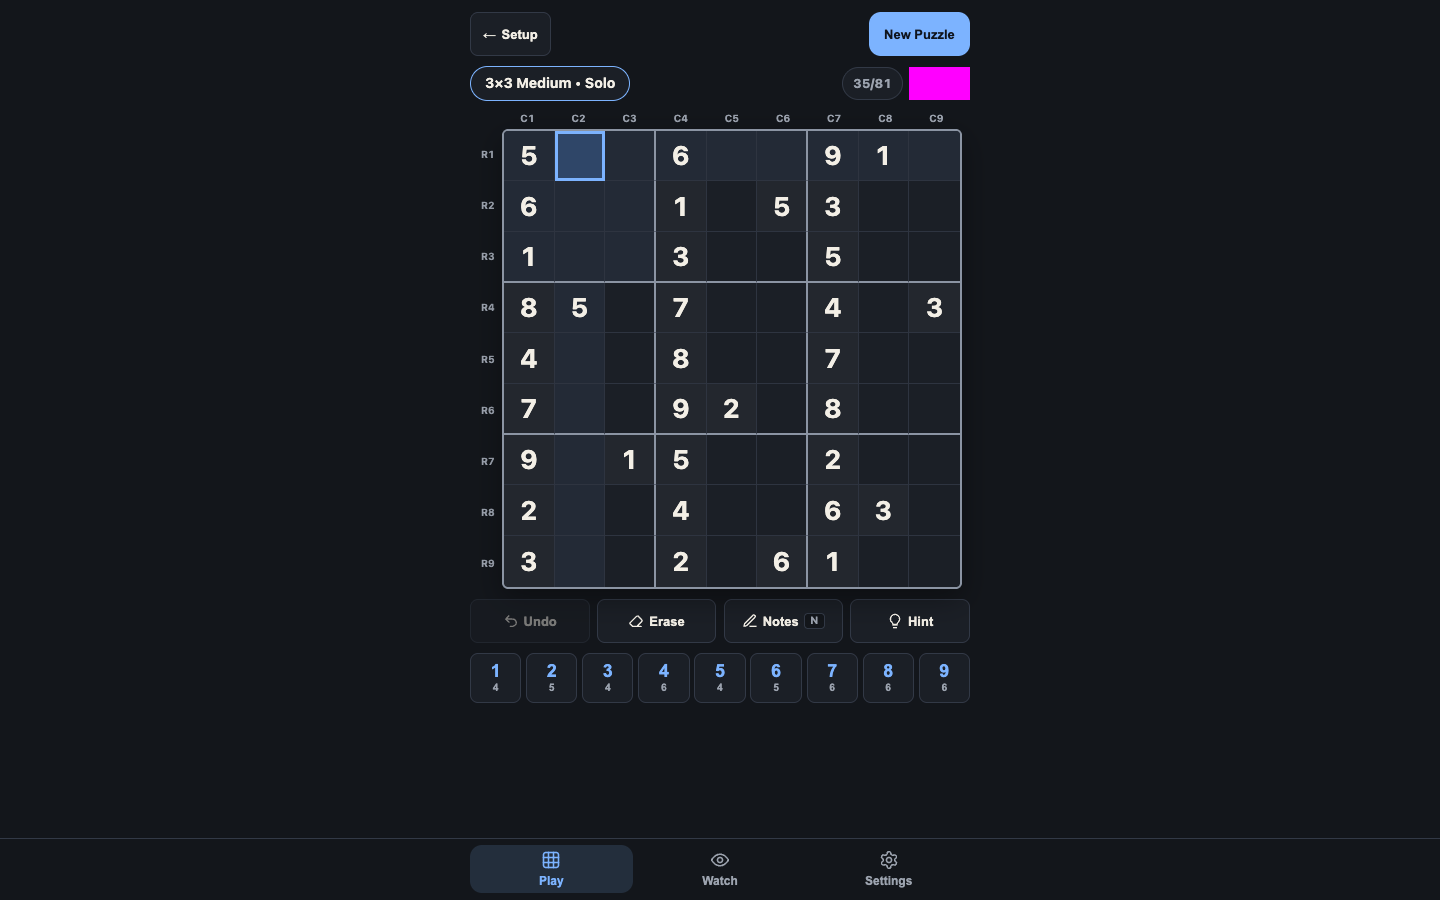 ← Setup
New Puzzle
3×3 Medium • Solo
35/81
C1 C2 C3 C4 C5 C6 C7 C8 C9
R1 5 6 9 1
R2 6 1 5 3
R3 1 3 5
R4 8 5 7 4 3
R5 4 8 7
R6 7 9 2 8
R7 9 1 5 2
R8 2 4 6 3
R9 3 2 6 1
Undo Erase Notes N Hint
1 2 3 4 5 6 7 8 9
4 5 4 6 4 5 6 6 6
Play Watch Settings